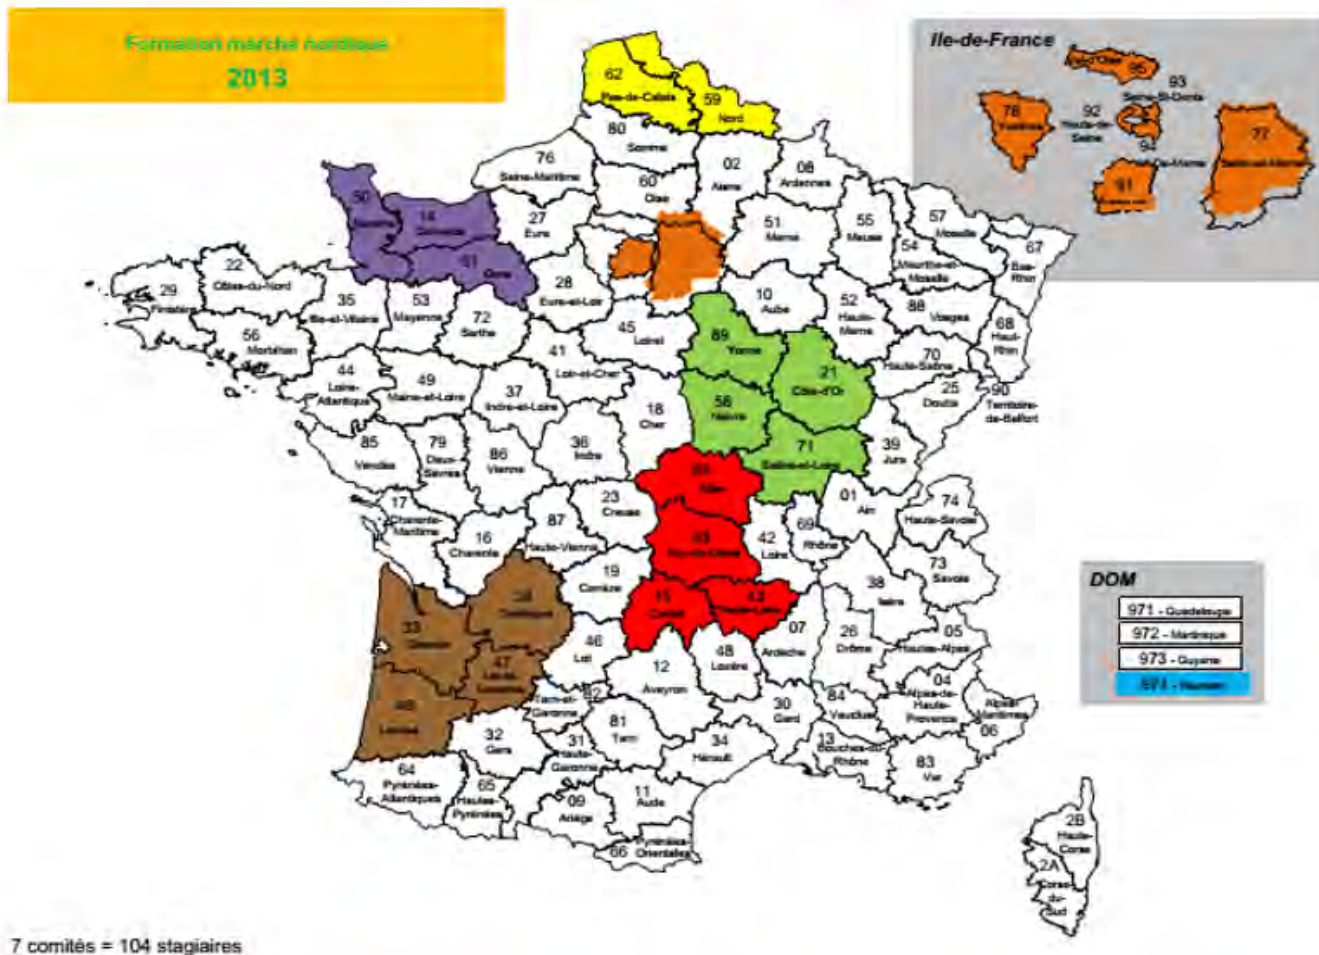 Formation marche nordique
2013
Ile-de-France
95
93
Seine-St-Denis
92
Hauts-de-
Seine
78
94
77
91
62
Pas-de-Calais
59
Nord
80
Somme
76
Seine-Maritime
02
Aisne
08
Ardennes
60
Oise
27
Eure
50
14
61
Orne
51
Marne
55
Meuse
57
Moselle
54
Meurthe-et-
Moselle
67
Bas-
Rhin
22
Côtes-du-Nord
29
Finistère
35
Ille-et-Vilaine
53
Mayenne
72
Sarthe
28
Eure-et-Loir
10
Aube
52
Haute-
Marne
88
Vosges
68
Haut-
Rhin
56
Morbihan
45
Loiret
89
Yonne
41
Loir-et-Cher
70
Haute-Saône
44
Loire-
Atlantique
49
Maine-et-Loire
37
Indre-et-Loire
21
Côte-d'Or
25
Doubs
90
Territoire-
de-Belfort
58
Nièvre
18
Cher
85
Vendée
79
Deux-
Sèvres
86
Vienne
36
Indre
71
Saône-et-Loire
39
Jura
03
Allier
01
Ain
74
Haute-Savoie
17
Charente-
Maritime
16
Charente
87
Haute-Vienne
23
Creuse
63
Puy-de-Dôme
42
Loire
69
Rhône
73
Savoie
38
Isère
19
Corrèze
15
Cantal
43
Haute-Loire
33
Gironde
47
Lot-et-
Garonne
46
Lot
07
Ardèche
26
Drôme
05
Hautes-Alpes
48
Lozère
12
Aveyron
40
Landes
82
Tarn-et-
Garonne
04
Alpes-de-
Haute-
Provence
Alpes-
Maritimes
06
84
Vaucluse
30
Gard
81
Tarn
32
Gers
31
Haute-
Garonne
34
Hérault
13
Bouches-du-
Rhône
83
Var
64
Pyrénées-
Atlantiques
65
Hautes-
Pyrénées
09
Ariège
11
Aude
66
Pyrénées-
Orientales
2B
Haute-
Corse
2A
Corse-
du-
Sud
DOM
971 - Guadeloupe
972 - Martinique
973 - Guyane
7 comités = 104 stagiaires